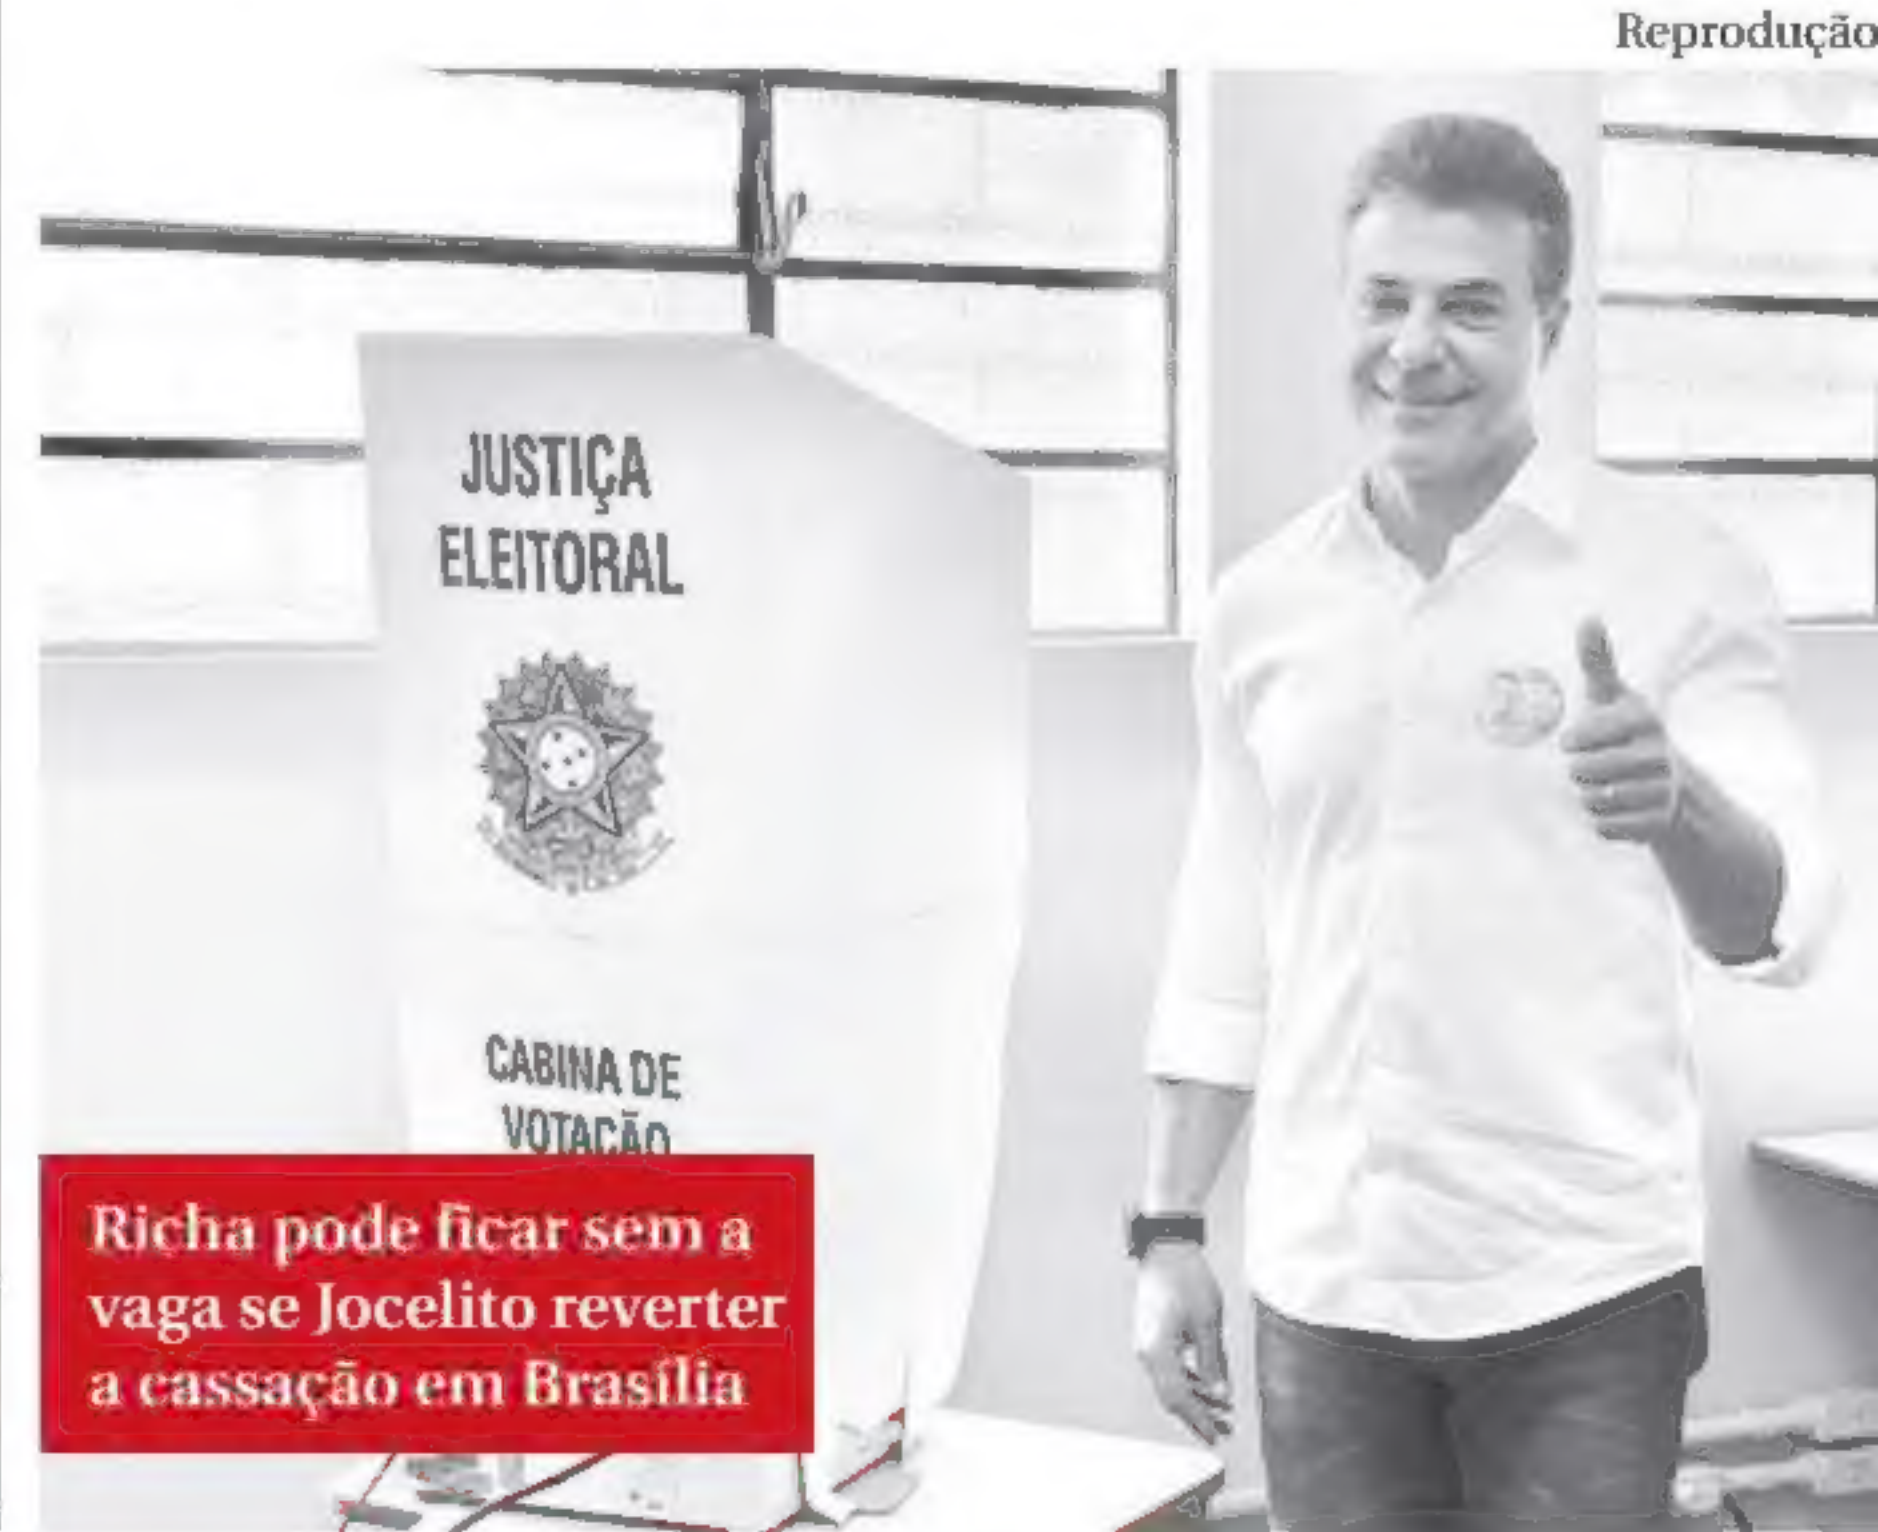 Reprodução
JUSTIÇA
ELEITORAL
CABINA DE
VOTAÇÃO
Richa pode ficar sem a
vaga se Jocelito reverter
a cassação em Brasília